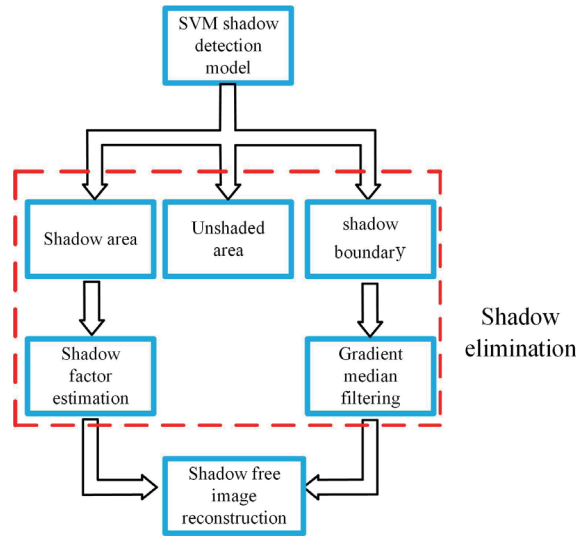 SVM shadow
detection
model
Shadow area
Unshaded
area
shadow
boundary
Shadow
factor
estimation
Gradient
median
filtering
Shadow
elimination
Shadow free
image
reconstruction